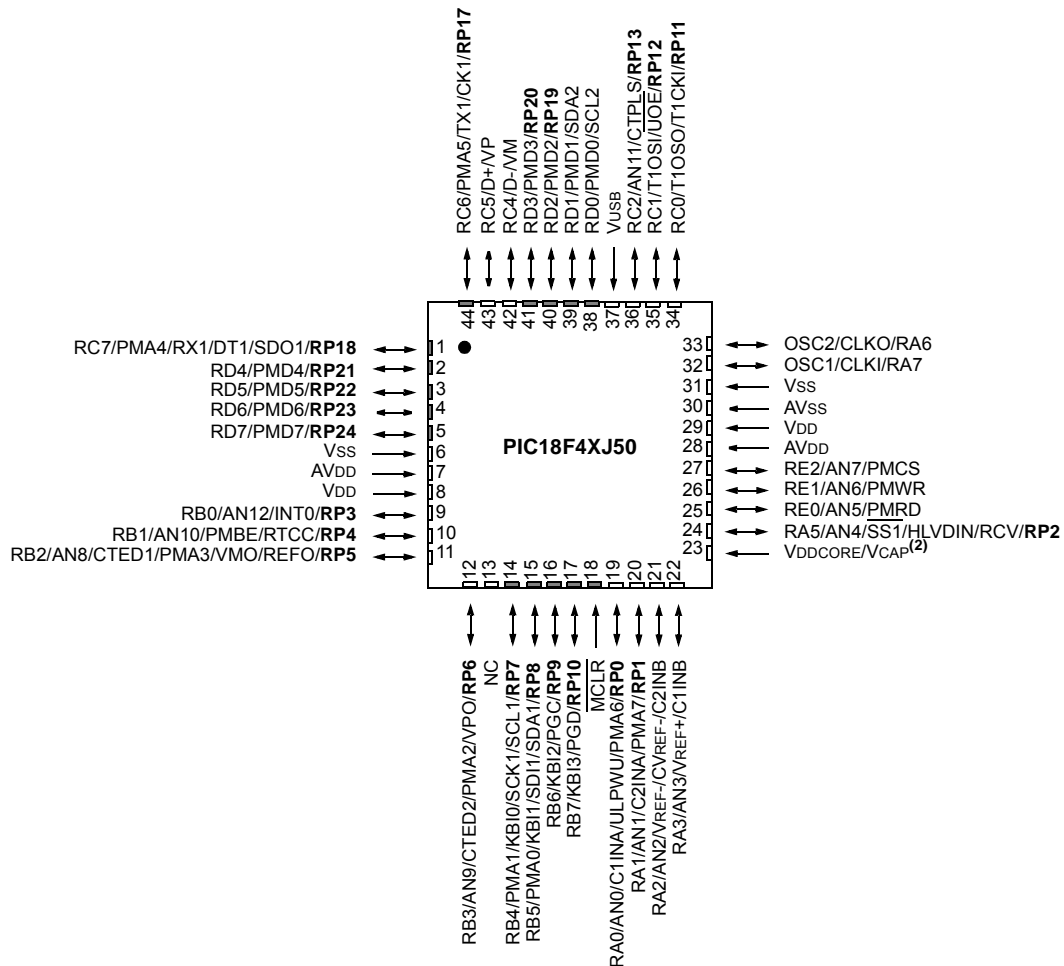 RC6/PMA5/TX1/CK1/RP17
RC5/D+/VP
RC4/D-/VM
RD3/PMD3/RP20
RD2/PMD2/RP19
RD1/PMD1/SDA2
RD0/PMD0/SCL2
VUSB
RC2/AN11/CTPLS/RP13
RC1/T1OSI/UOE/RP12
RC0/T1OSO/T1CKI/RP11
44
43
42
41
40
39
38
37
36
35
34
RC7/PMA4/RX1/DT1/SDO1/RP18 1
RD4/PMD4/RP21 2
RD5/PMD5/RP22 3
RD6/PMD6/RP23 4
RD7/PMD7/RP24 5
VSS 6
AVDD 7
VDD 8
RB0/AN12/INT0/RP3 9
RB1/AN10/PMBE/RTCC/RP4 10
RB2/AN8/CTED1/PMA3/VMO/REFO/RP5 11
PIC18F4XJ50
33 OSC2/CLKO/RA6
32 OSC1/CLKI/RA7
31 VSS
30 AVSS
29 VDD
28 AVDD
27 RE2/AN7/PMCS
26 RE1/AN6/PMWR
25 RE0/AN5/PMRD
24 RA5/AN4/SS1/HLVDIN/RCV/RP2
23 VDDCORE/VCAP(2)
12
13
14
15
16
17
18
19
20
21
22
RB3/AN9/CTED2/PMA2/VPO/RP6
NC
RB4/PMA1/KBI0/SCK1/SCL1/RP7
RB5/PMA0/KBI1/SDI1/SDA1/RP8
RB6/KBI2/PGC/RP9
RB7/KBI3/PGD/RP10
MCLR
RA0/AN0/C1INA/ULPWU/PMA6/RP0
RA1/AN1/C2INA/PMA7/RP1
RA2/AN2/VREF-/CVREF-/C2INB
RA3/AN3/VREF+/C1INB